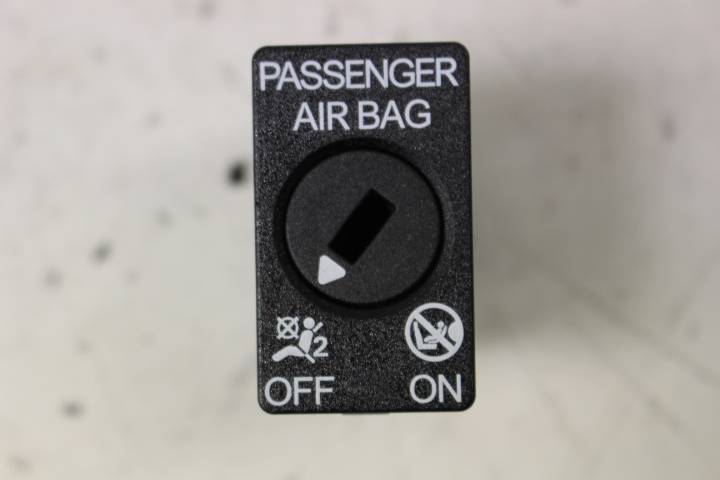 PASSENGER
AIR BAG
2
OFF ON